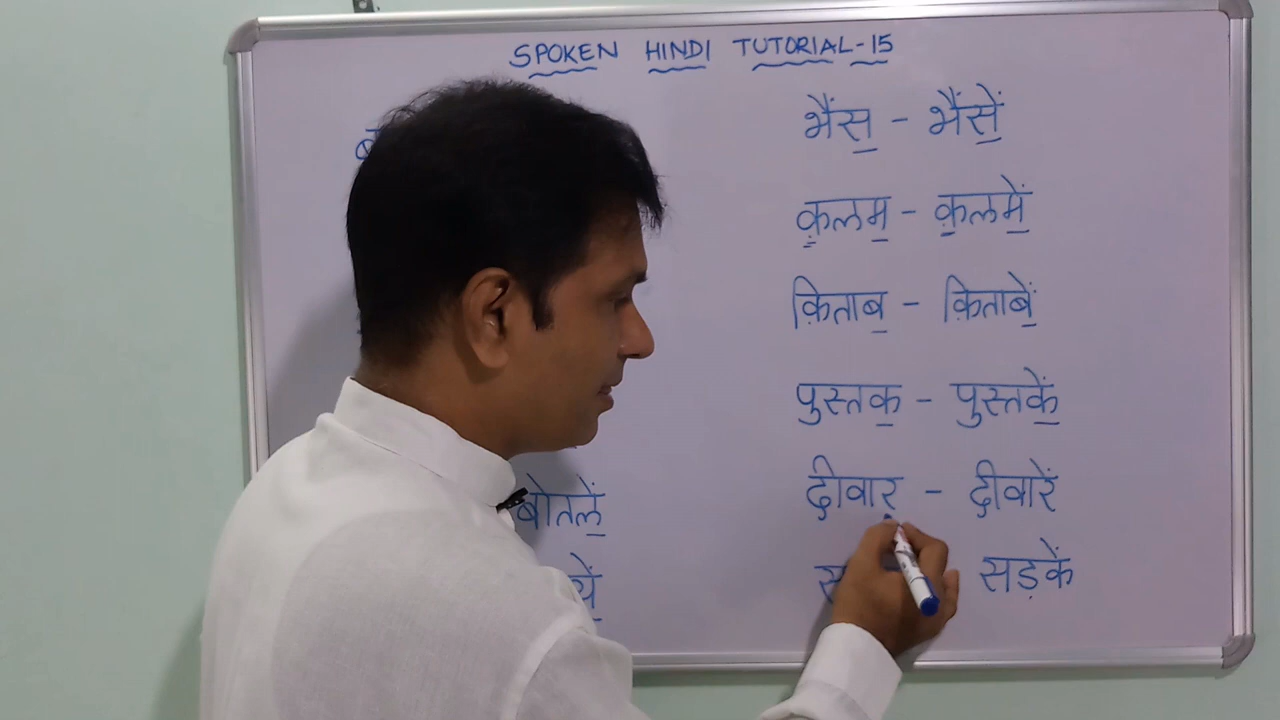 SPOKEN HINDI TUTORIAL-15
भैंस - भैंसें
क़लम - क़लमें
क़िताब - क़िताबें
पुस्तक - पुस्तकें
दीवार - दीवारें
बोतलें
सड़कें